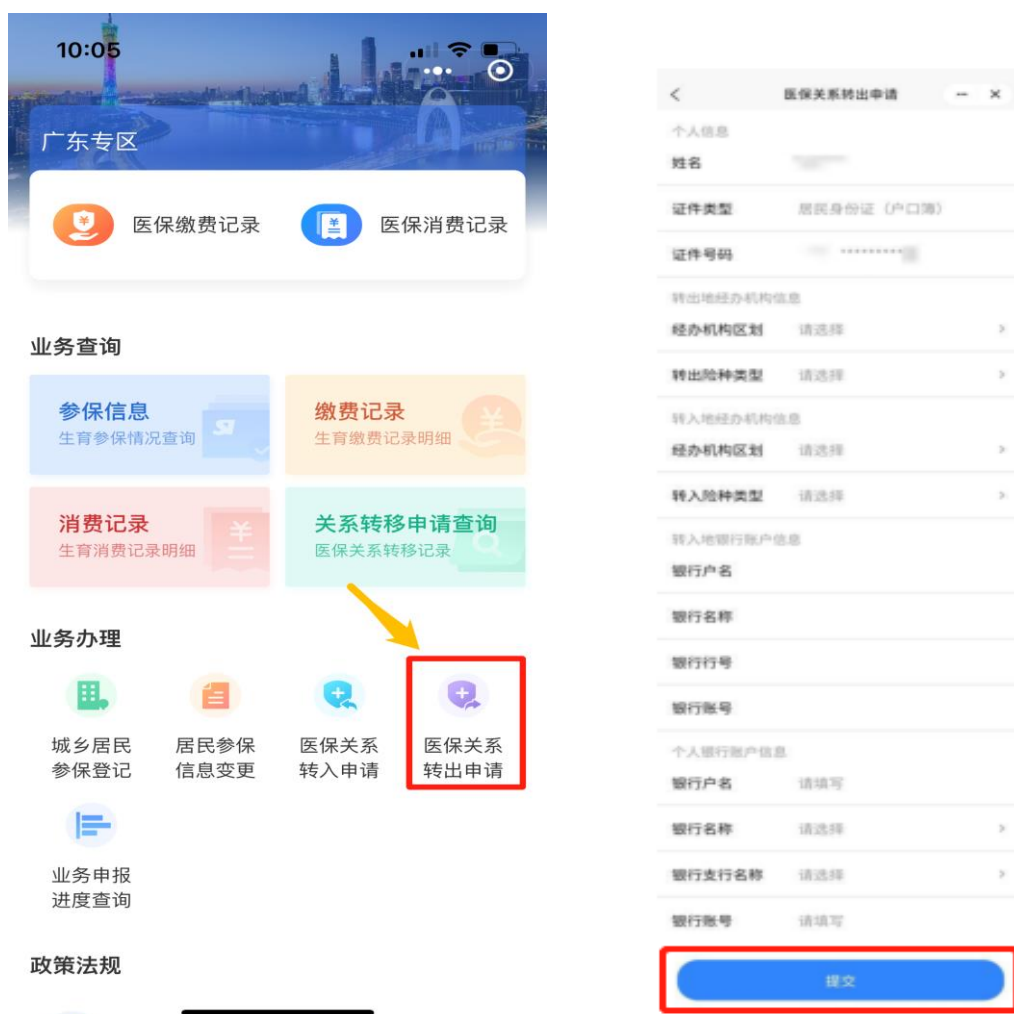 10:05
广东专区
医保缴费记录
医保消费记录
业务查询
参保信息
生育参保情况查询
缴费记录
生育缴费记录明细
消费记录
生育消费记录明细
关系转移申请查询
医保关系转移记录
业务办理
城乡居民
参保登记
居民参保
信息变更
医保关系
转入申请
医保关系
转出申请
业务申报
进度查询
政策法规
医保关系转出申请
个人信息
姓名
证件类型 居民身份证（户口簿）
证件号码 *********
转出地经办机构信息
经办机构区划 请选择
转出险种类型 请选择
转入地经办机构信息
经办机构区划 请选择
转入险种类型 请选择
转入地银行账户信息
银行户名
银行名称
银行行号
银行账号
个人银行账户信息
银行户名 请填写
银行名称 请选择
银行支行名称 请选择
银行账号 请填写
提交